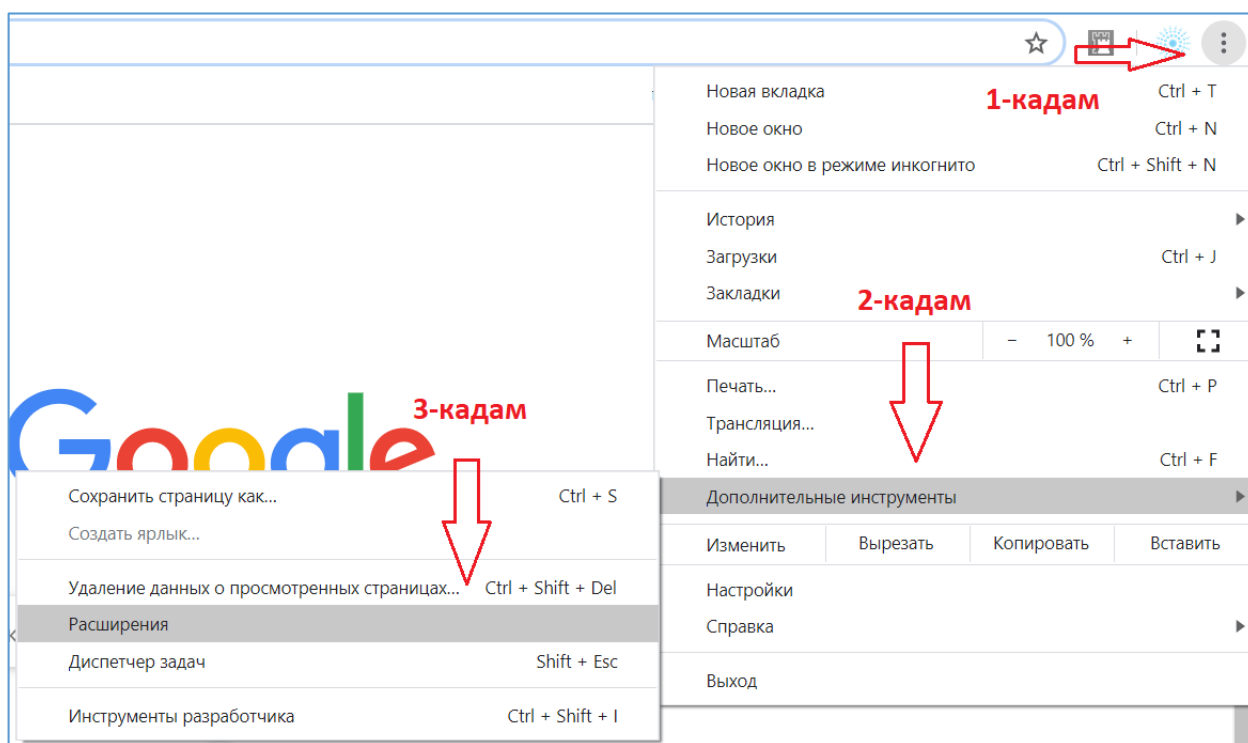 Новая вкладка Ctrl + T
1-кадам
Новое окно Ctrl + N
Новое окно в режиме инкогнито Ctrl + Shift + N
История
Загрузки Ctrl + J
Закладки
2-кадам
Масштаб − 100 % +
Печать... Ctrl + P
Трансляция...
Найти... Ctrl + F
Дополнительные инструменты
Изменить Вырезать Копировать Вставить
Настройки
Справка
Выход
Google
3-кадам
Сохранить страницу как... Ctrl + S
Создать ярлык...
Удаление данных о просмотренных страницах... Ctrl + Shift + Del
Расширения
Диспетчер задач Shift + Esc
Инструменты разработчика Ctrl + Shift + I